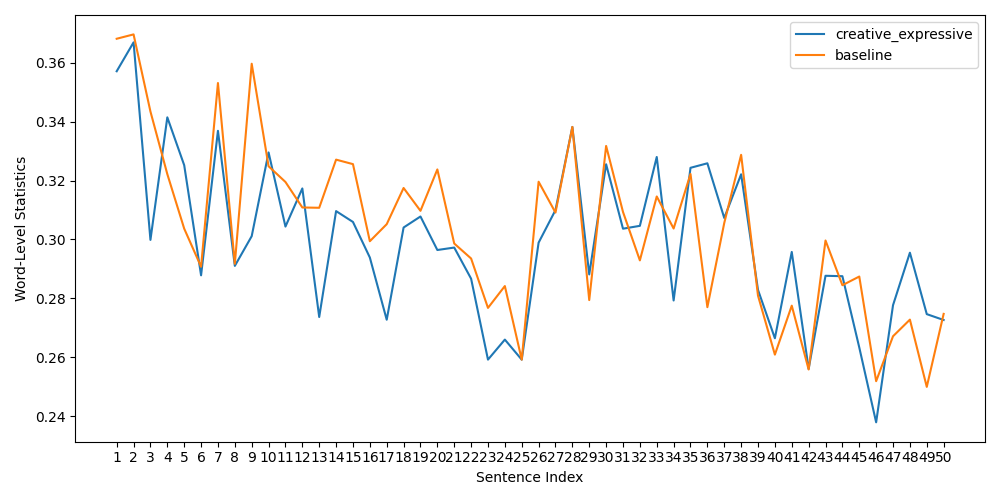 creative_expressive
baseline
0.36
0.34
0.32
0.30
0.28
0.26
0.24
Word-Level Statistics
1 2 3 4 5 6 7 8 9 10 11 12 13 14 15 16 17 18 19 20 21 22 23 24 25 26 27 28 29 30 31 32 33 34 35 36 37 38 39 40 41 42 43 44 45 46 47 48 49 50
Sentence Index